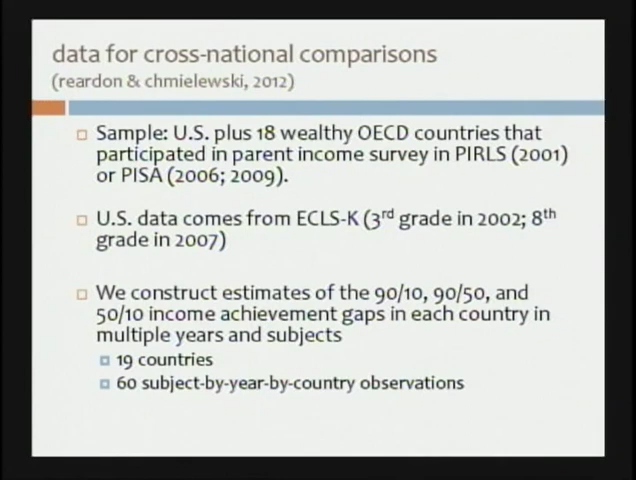 data for cross-national comparisons
(reardon & chmielewski, 2012)
Sample: U.S. plus 18 wealthy OECD countries that
participated in parent income survey in PIRLS (2001)
or PISA (2006; 2009).
U.S. data comes from ECLS-K (3rd grade in 2002; 8th
grade in 2007)
We construct estimates of the 90/10, 90/50, and
50/10 income achievement gaps in each country in
multiple years and subjects
19 countries
60 subject-by-year-by-country observations